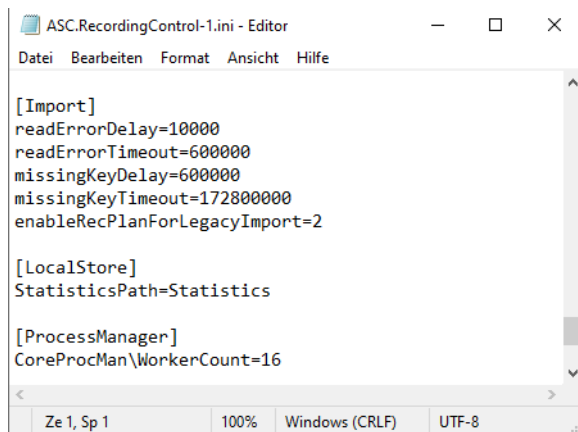 ASC.RecordingControl-1.ini - Editor
Datei Bearbeiten Format Ansicht Hilfe
[Import]
readErrorDelay=10000
readErrorTimeout=600000
missingKeyDelay=600000
missingKeyTimeout=172800000
enableRecPlanForLegacyImport=2
[LocalStore]
StatisticsPath=Statistics
[ProcessManager]
CoreProcMan\WorkerCount=16
Ze 1, Sp 1 100% Windows (CRLF) UTF-8